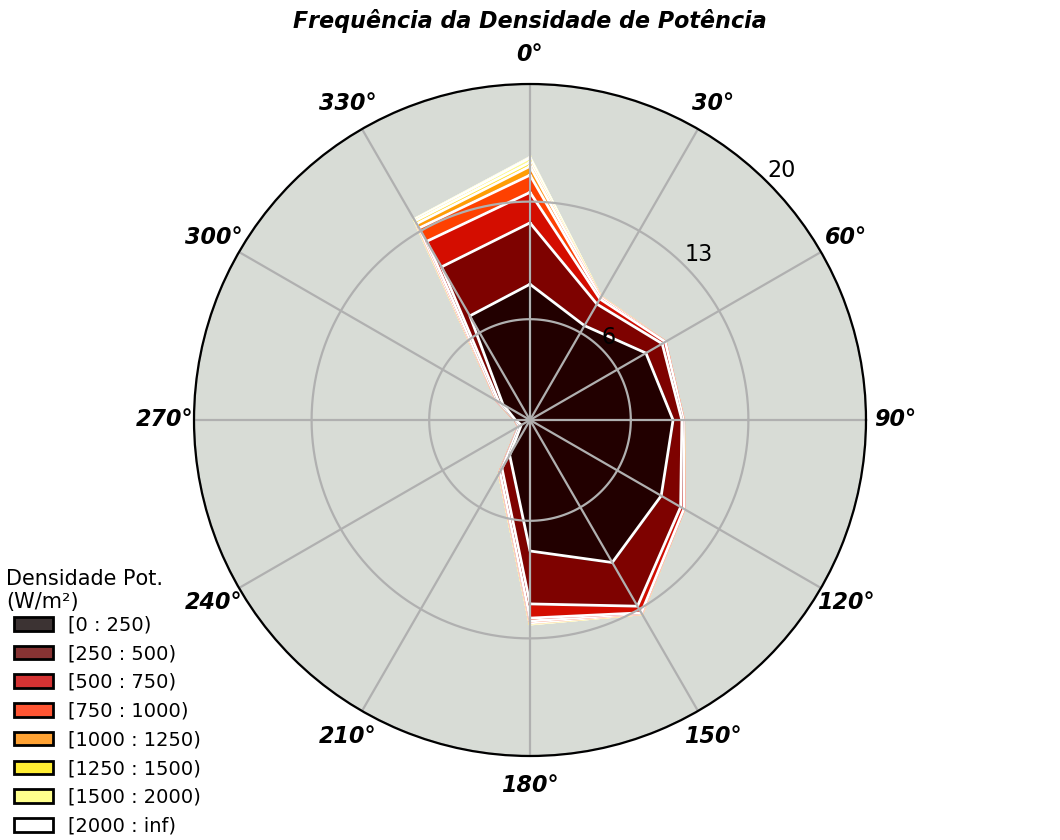 Frequência da Densidade de Potência
0°
330°
30°
20
300°
60°
13
6
270°
90°
240°
120°
210°
150°
180°
Densidade Pot.
(W/m²)
[0 : 250)
[250 : 500)
[500 : 750)
[750 : 1000)
[1000 : 1250)
[1250 : 1500)
[1500 : 2000)
[2000 : inf)